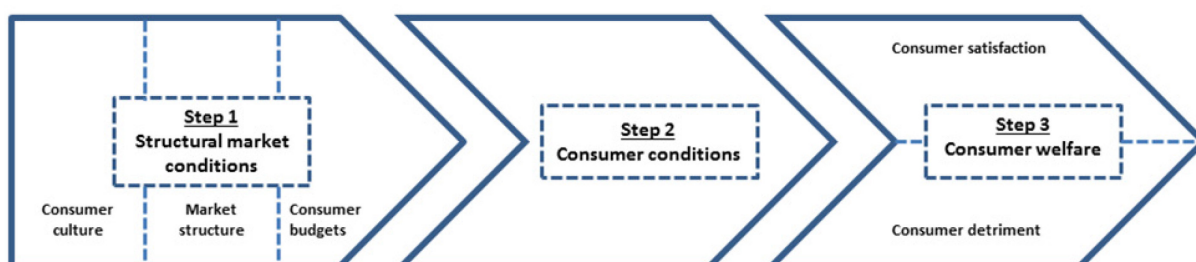 Step 1
Structural market
conditions
Consumer
culture
Market
structure
Consumer
budgets
Step 2
Consumer conditions
Consumer satisfaction
Step 3
Consumer welfare
Consumer detriment